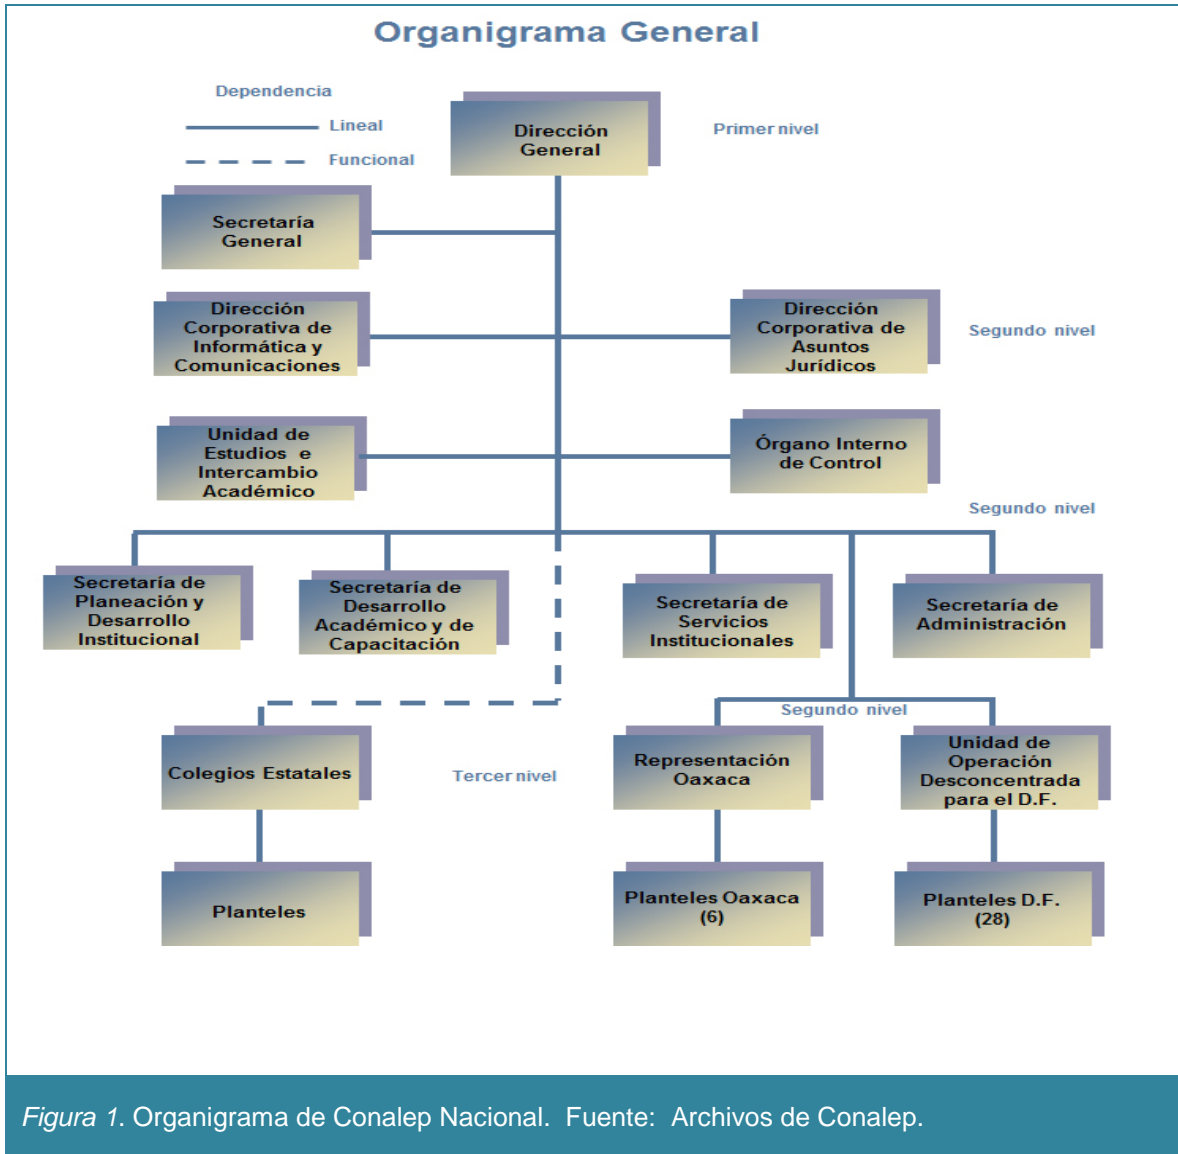 Organigrama General
Dependencia
Lineal
Funcional
Dirección
General
Primer nivel
Secretaría
General
Dirección
Corporativa de
Informática y
Comunicaciones
Dirección
Corporativa de
Asuntos
Jurídicos
Segundo nivel
Unidad de
Estudios e
Intercambio
Académico
Órgano Interno
de Control
Segundo nivel
Secretaría de
Planeación y
Desarrollo
Institucional
Secretaría de
Desarrollo
Académico y de
Capacitación
Secretaría de
Servicios
Institucionales
Secretaría de
Administración
Segundo nivel
Colegios Estatales
Tercer nivel
Representación
Oaxaca
Unidad de
Operación
Desconcentrada
para el D.F.
Planteles
Planteles Oaxaca
(6)
Planteles D.F.
(28)
Figura 1. Organigrama de Conalep Nacional. Fuente: Archivos de Conalep.